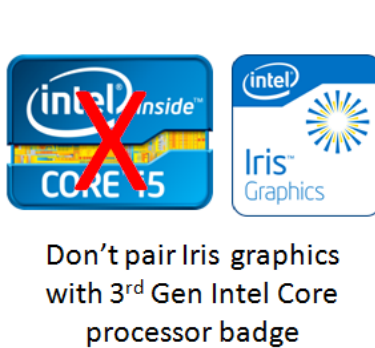 intel inside™
CORE i5
intel
Iris™
Graphics
Don't pair Iris graphics
with 3rd Gen Intel Core
processor badge